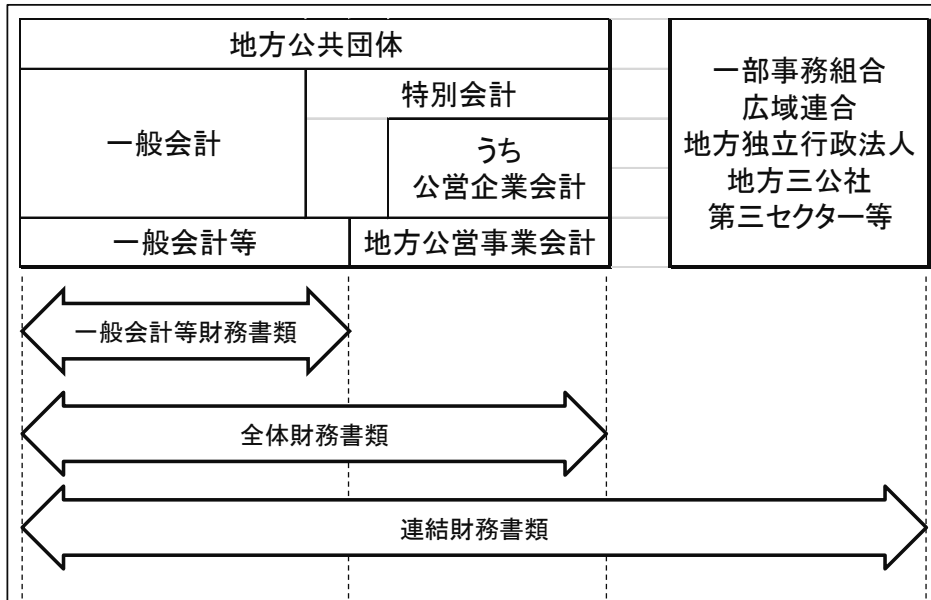 地方公共団体
一般会計
特別会計
うち
公営企業会計
一般会計等
地方公営事業会計
一部事務組合
広域連合
地方独立行政法人
地方三公社
第三セクター等
一般会計等財務書類
全体財務書類
連結財務書類